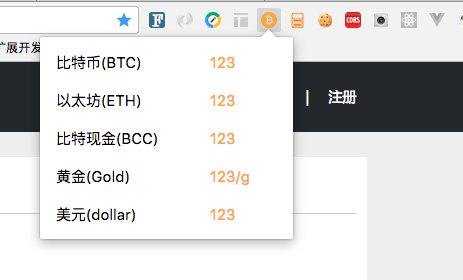 CORS
扩展开发
比特币(BTC) 123
以太坊(ETH) 123
比特现金(BCC) 123
黄金(Gold) 123/g
美元(dollar) 123
| 注册